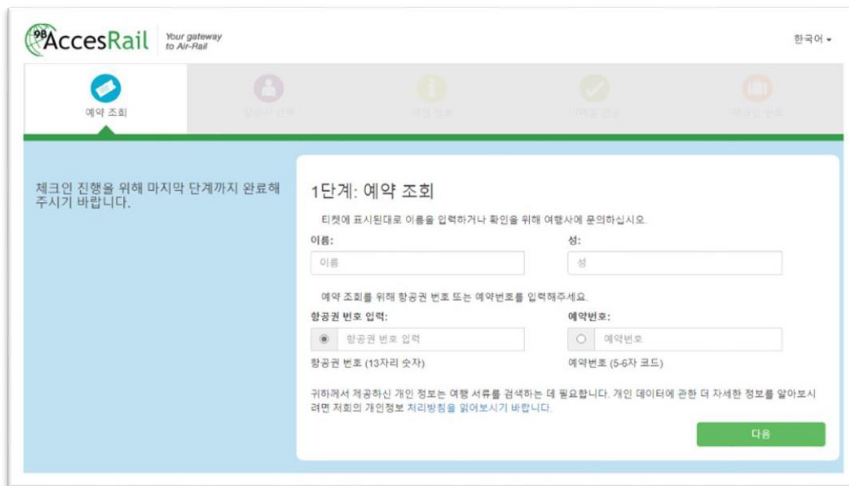 9B
AccesRail
Your gateway
to Air-Rail
한국어
예약 조회
체크인 진행을 위해 마지막 단계까지 완료해
주시기 바랍니다.
1단계: 예약 조회
티켓에 표시된대로 이름을 입력하거나 확인을 위해 여행사에 문의하십시오.
이름:
성:
이름
성
예약 조회를 위해 항공권 번호 또는 예약번호를 입력해주세요.
항공권 번호 입력:
예약번호:
항공권 번호 입력
예약번호
항공권 번호 (13자리 숫자)
예약번호 (5-6자 코드)
귀하께서 제공하신 개인 정보는 여행 서류를 검색하는 데 필요합니다. 개인 데이터에 관한 더 자세한 정보를 알아보시
려면 저희의 개인정보 처리방침을 읽어보시기 바랍니다.
다음